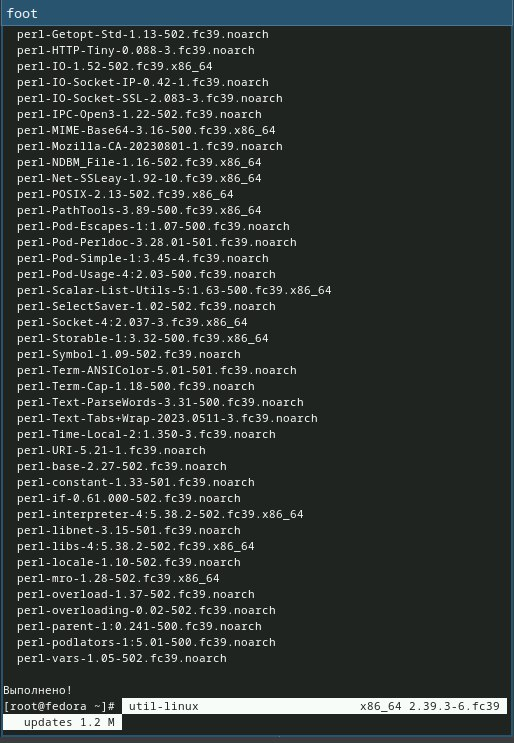 foot
perl-Getopt-Std-1.13-502.fc39.noarch
perl-HTTP-Tiny-0.088-3.fc39.noarch
perl-IO-1.52-502.fc39.x86_64
perl-IO-Socket-IP-0.42-1.fc39.noarch
perl-IO-Socket-SSL-2.083-3.fc39.noarch
perl-IPC-Open3-1.22-502.fc39.noarch
perl-MIME-Base64-3.16-500.fc39.x86_64
perl-Mozilla-CA-20230801-1.fc39.noarch
perl-NDBM_File-1.16-502.fc39.x86_64
perl-Net-SSLeay-1.92-10.fc39.x86_64
perl-POSIX-2.13-502.fc39.x86_64
perl-PathTools-3.89-500.fc39.x86_64
perl-Pod-Escapes-1:1.07-500.fc39.noarch
perl-Pod-Perldoc-3.28.01-501.fc39.noarch
perl-Pod-Simple-1:3.45-4.fc39.noarch
perl-Pod-Usage-4:2.03-500.fc39.noarch
perl-Scalar-List-Utils-5:1.63-500.fc39.x86_64
perl-SelectSaver-1.02-502.fc39.noarch
perl-Socket-4:2.037-3.fc39.x86_64
perl-Storable-1:3.32-500.fc39.x86_64
perl-Symbol-1.09-502.fc39.noarch
perl-Term-ANSIColor-5.01-501.fc39.noarch
perl-Term-Cap-1.18-500.fc39.noarch
perl-Text-ParseWords-3.31-500.fc39.noarch
perl-Text-Tabs+Wrap-2023.0511-3.fc39.noarch
perl-Time-Local-2:1.350-3.fc39.noarch
perl-URI-5.21-1.fc39.noarch
perl-base-2.27-502.fc39.noarch
perl-constant-1.33-501.fc39.noarch
perl-if-0.61.000-502.fc39.noarch
perl-interpreter-4:5.38.2-502.fc39.x86_64
perl-libnet-3.15-501.fc39.noarch
perl-libs-4:5.38.2-502.fc39.x86_64
perl-locale-1.10-502.fc39.noarch
perl-mro-1.28-502.fc39.x86_64
perl-overload-1.37-502.fc39.noarch
perl-overloading-0.02-502.fc39.noarch
perl-parent-1:0.241-500.fc39.noarch
perl-podlators-1:5.01-500.fc39.noarch
perl-vars-1.05-502.fc39.noarch
Выполнено!
[root@fedora ~]# util-linux x86_64 2.39.3-6.fc39
updates 1.2 M